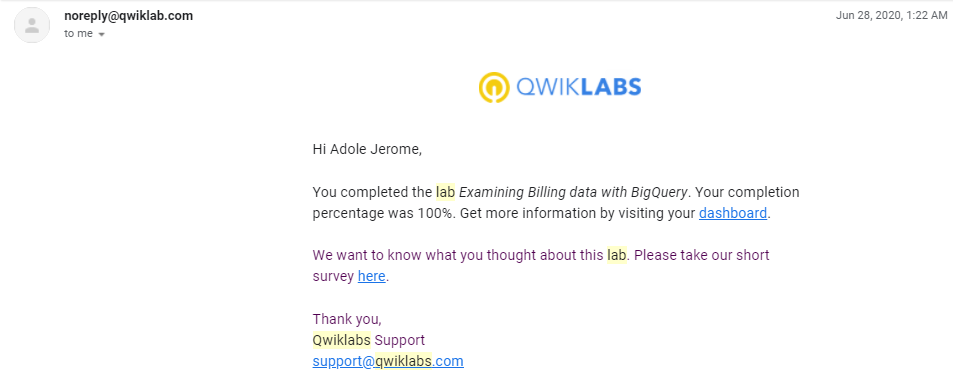 noreply@qwiklab.com
Jun 28, 2020, 1:22 AM
to me
QWIKLABS
Hi Adole Jerome,
You completed the lab Examining Billing data with BigQuery. Your completion
percentage was 100%. Get more information by visiting your dashboard.
We want to know what you thought about this lab. Please take our short
survey here.
Thank you,
Qwiklabs Support
support@qwiklabs.com